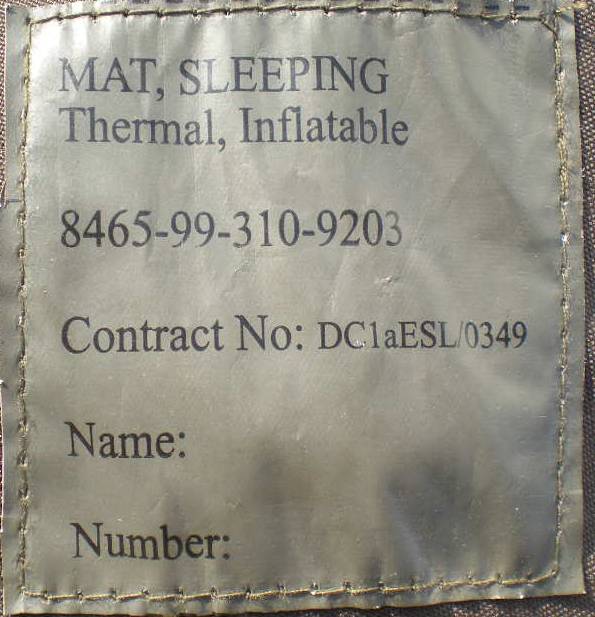 MAT, SLEEPING
Thermal, Inflatable
8465-99-310-9203
Contract No: DC1aESL/0349
Name:
Number: